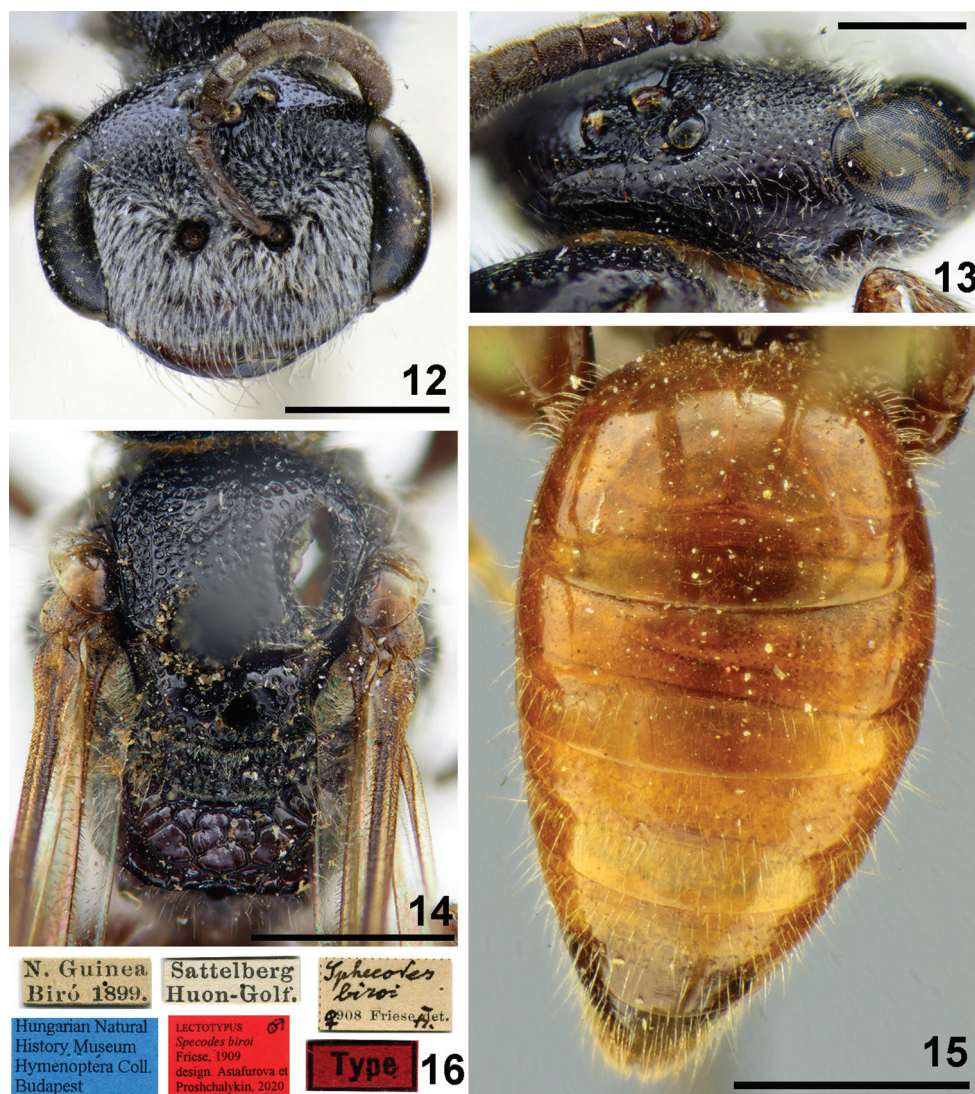 12
13
14
15
N. Guinea
Biró 1899.
Sattelberg
Huon-Golf.
Sphecodes
biroi
♀ 1908 Friese det.
Hungarian Natural
History Museum
Hymenoptera Coll.
Budapest
LECTOTYPUS ♂
Specodes biroi
Friese, 1909
design. Astafurova et
Proshchalykin, 2020
Type
16